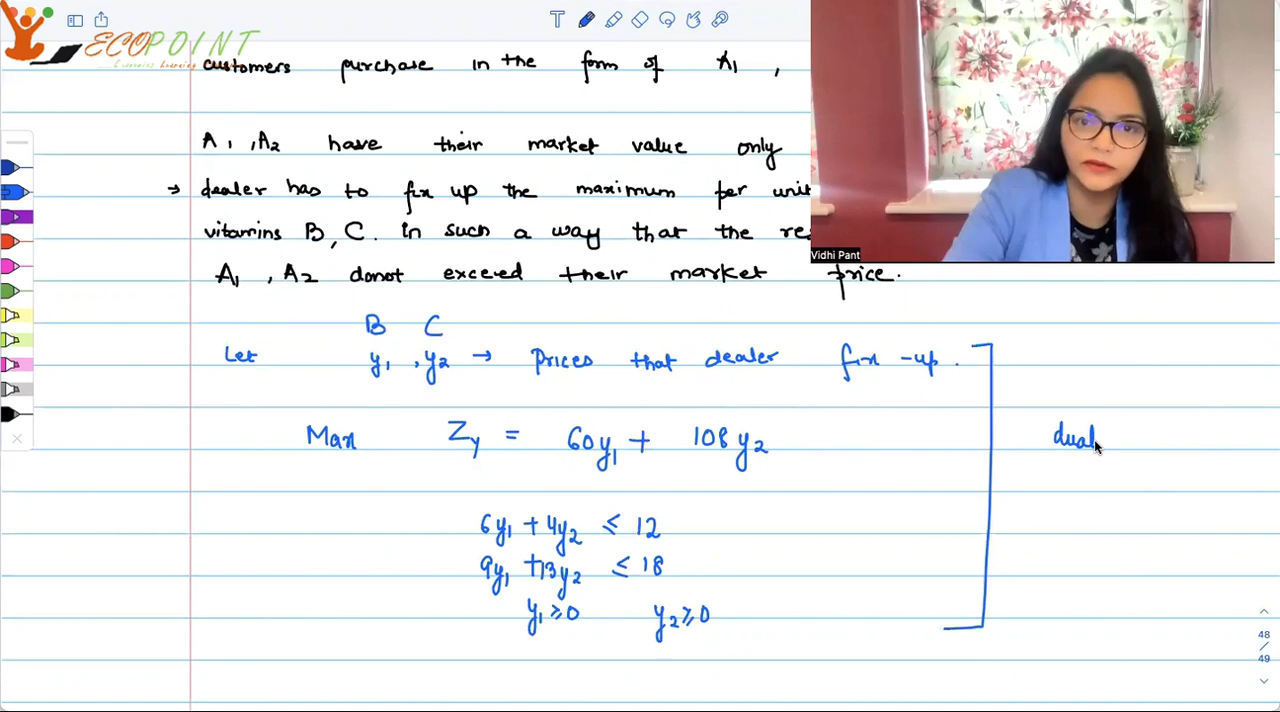 ECOPOINT
customers purchase in the form of A1 ,
A1 , A2 have their market value only
→ dealer has to fix up the maximum per unit
vitamins B, C. In such a way that the
A1 , A2 donot exceed their market price.
B C
Let y1 , y2 → Prices that dealer fix-up.
Max Zy = 60y1 + 108y2
dual
6y1 + 4y2 ≤ 12
9y1 + 13y2 ≤ 18
y1 ≥ 0 y2 ≥ 0
Vidhi Pant
48
/
49